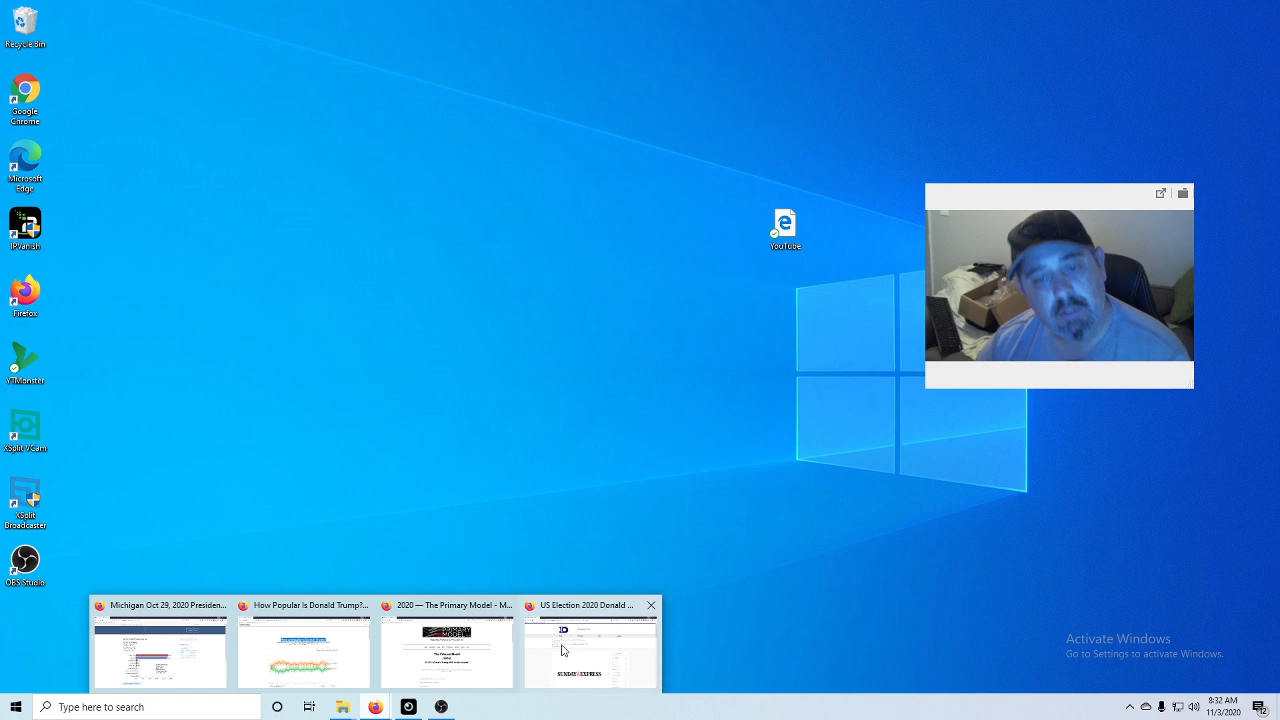 Recycle Bin
Google
Chrome
Microsoft
Edge
IPVanish
Firefox
YTMonster
XSplit VCam
XSplit
Broadcaster
OBS Studio
YouTube
Michigan Oct 29, 2020 Presiden...
How Popular Is Donald Trump?...
2020 — The Primary Model - M...
US Election 2020 Donald ...
SUNDAY EXPRESS
Activate Windows
Go to Settings to activate Windows.
Type here to search
8:32 AM
11/3/2020
12